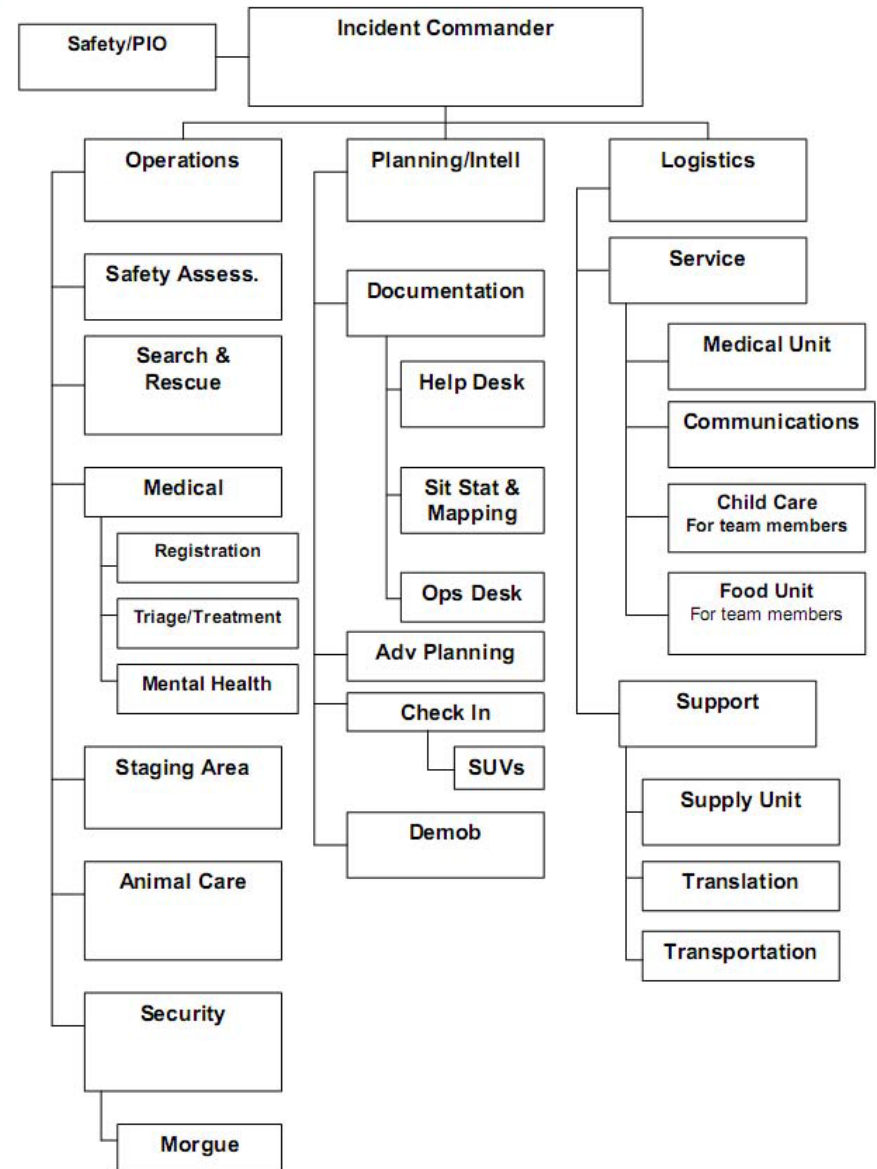 Incident Commander
Safety/PIO
Operations
Safety Assess.
Search &
Rescue
Medical
Registration
Triage/Treatment
Mental Health
Staging Area
Animal Care
Security
Morgue
Planning/Intell
Documentation
Help Desk
Sit Stat &
Mapping
Ops Desk
Adv Planning
Check In
SUVs
Demob
Logistics
Service
Medical Unit
Communications
Child Care
For team members
Food Unit
For team members
Support
Supply Unit
Translation
Transportation